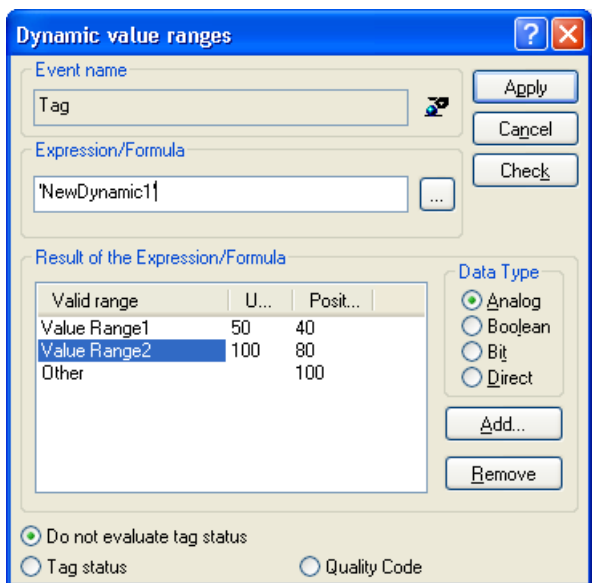 Dynamic value ranges
Event name
Tag
Apply
Cancel
Expression/Formula
Check
'NewDynamic1'
...
Result of the Expression/Formula
Data Type
Valid range U... Posit...
Value Range1 50 40
Value Range2 100 80
Other 100
Analog
Boolean
Bit
Direct
Add...
Remove
Do not evaluate tag status
Tag status
Quality Code